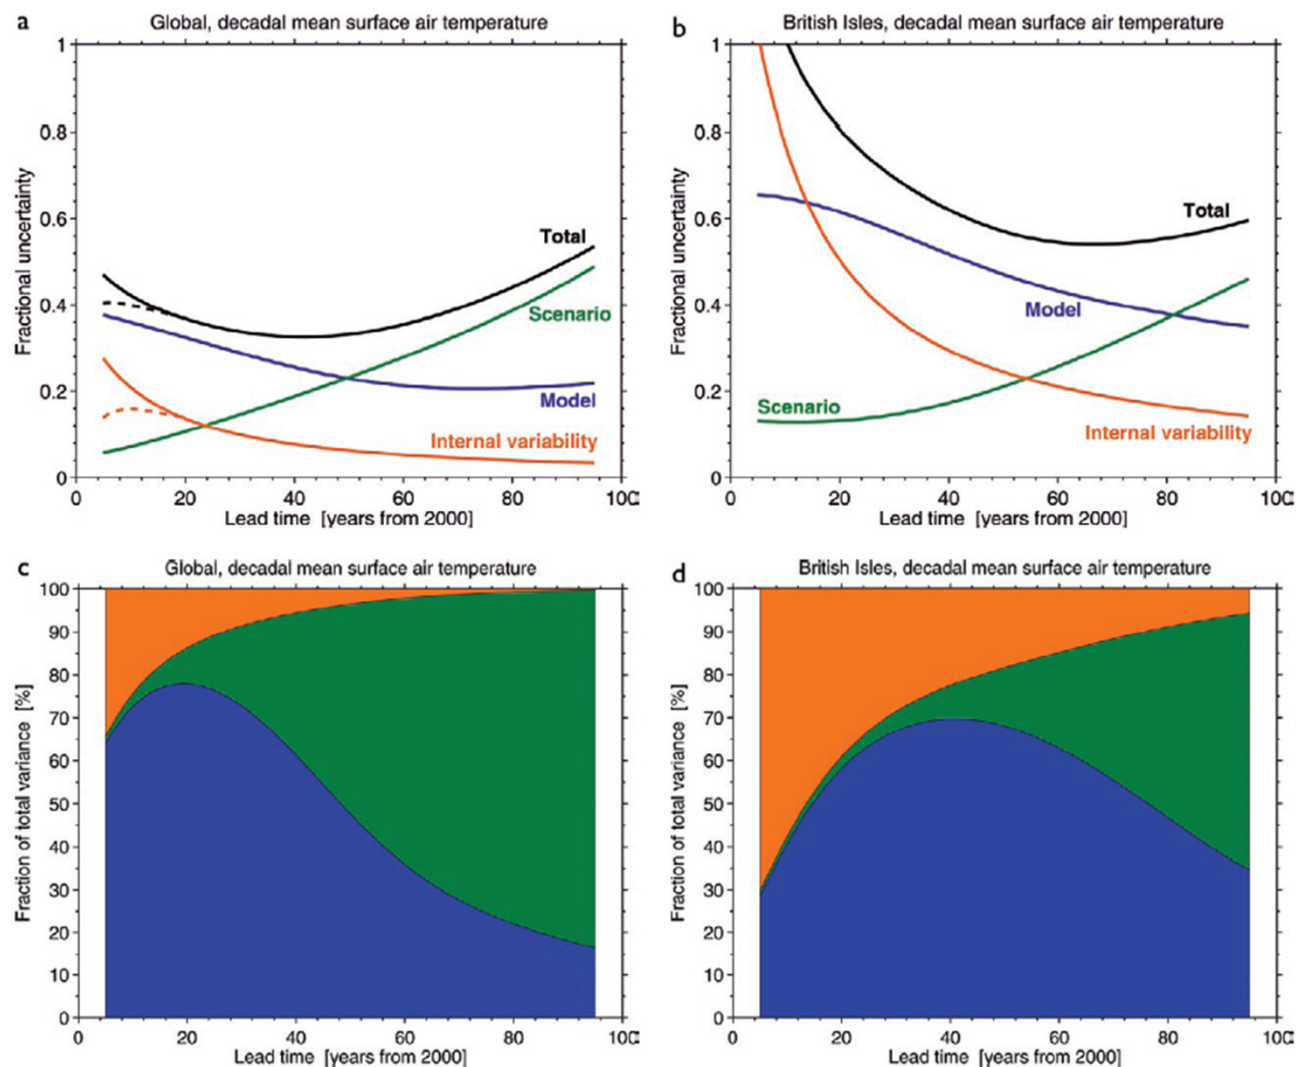 a
Global, decadal mean surface air temperature
1
0.8
0.6
0.4
0.2
0
Fractional uncertainty
Total
Scenario
Model
Internal variability
0 20 40 60 80 100
Lead time [years from 2000]
b
British Isles, decadal mean surface air temperature
1
0.8
0.6
0.4
0.2
0
Fractional uncertainty
Total
Model
Scenario
Internal variability
0 20 40 60 80 100
Lead time [years from 2000]
c
Global, decadal mean surface air temperature
100
90
80
70
60
50
40
30
20
10
0
Fraction of total variance [%]
0 20 40 60 80 100
Lead time [years from 2000]
d
British Isles, decadal mean surface air temperature
100
90
80
70
60
50
40
30
20
10
0
Fraction of total variance [%]
0 20 40 60 80 100
Lead time [years from 2000]